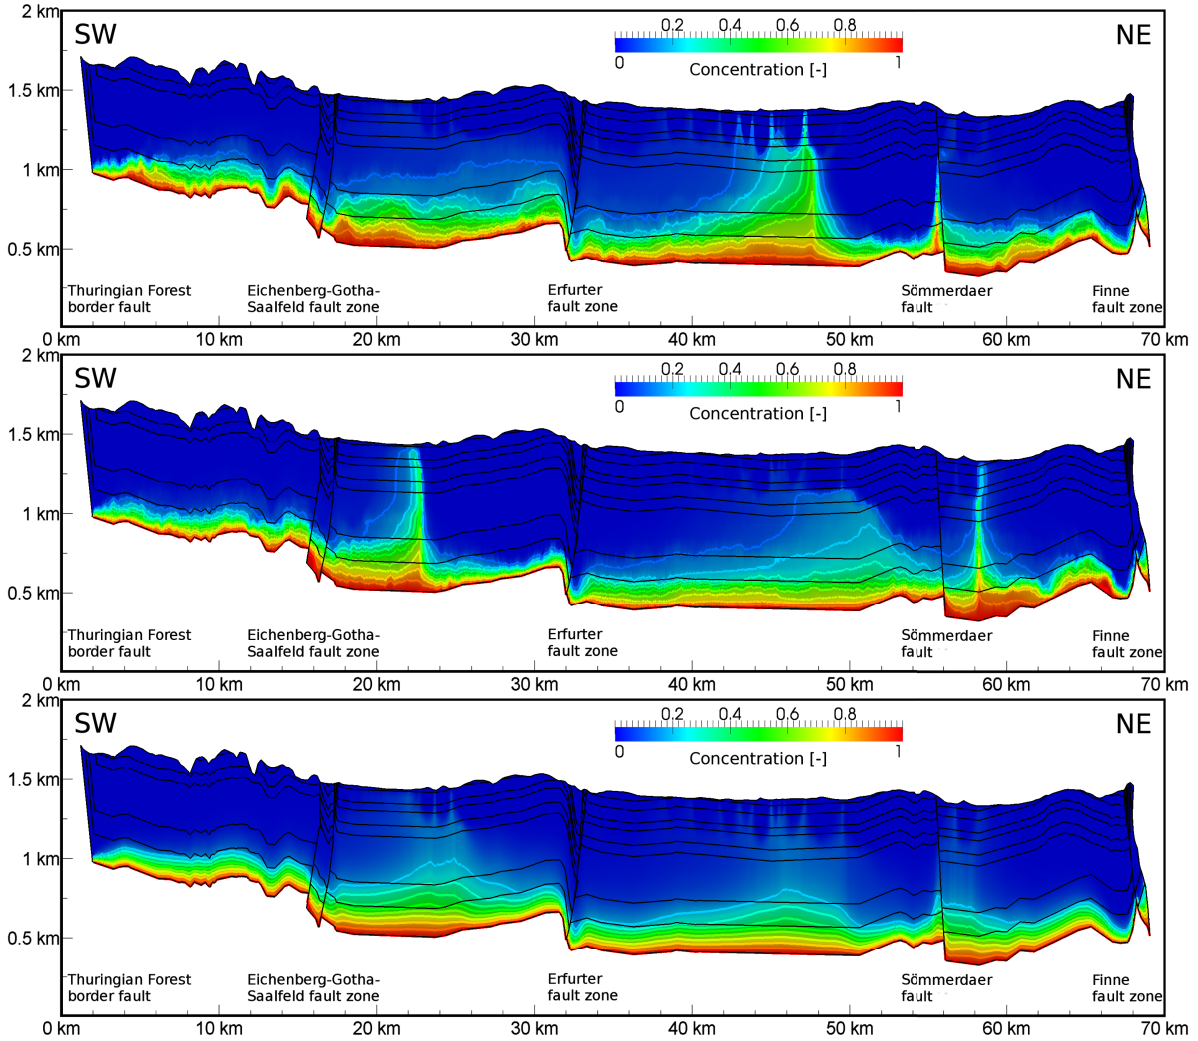 2 km
SW
NE
0.2 0.4 0.6 0.8
0 1
Concentration [-]
1.5 km
1 km
0.5 km
Thuringian Forest
border fault
Eichenberg-Gotha-
Saalfeld fault zone
Erfurter
fault zone
Sömmerdaer
fault
Finne
fault zone
0 km 10 km 20 km 30 km 40 km 50 km 60 km 70 km
2 km
SW
NE
0.2 0.4 0.6 0.8
0 1
Concentration [-]
1.5 km
1 km
0.5 km
Thuringian Forest
border fault
Eichenberg-Gotha-
Saalfeld fault zone
Erfurter
fault zone
Sömmerdaer
fault
Finne
fault zone
0 km 10 km 20 km 30 km 40 km 50 km 60 km 70 km
2 km
SW
NE
0.2 0.4 0.6 0.8
0 1
Concentration [-]
1.5 km
1 km
0.5 km
Thuringian Forest
border fault
Eichenberg-Gotha-
Saalfeld fault zone
Erfurter
fault zone
Sömmerdaer
fault
Finne
fault zone
0 km 10 km 20 km 30 km 40 km 50 km 60 km 70 km